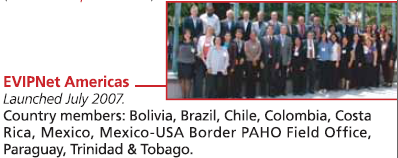 EVIPNet Americas
Launched July 2007.
Country members: Bolivia, Brazil, Chile, Colombia, Costa
Rica, Mexico, Mexico-USA Border PAHO Field Office,
Paraguay, Trinidad & Tobago.